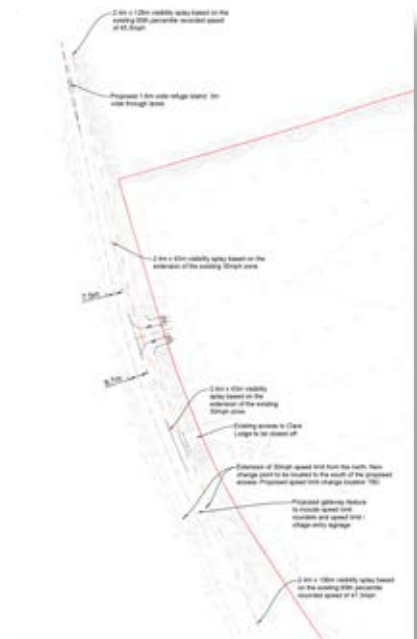 2.4m x 129m visibility splay based on the
existing 85th percentile recorded speed
of 45.3mph
Proposed 1.8m wide refuge island. 3m
wide through lanes
2.4m x 43m visibility splay based on the
extension of the existing 30mph zone
2.4m x 43m visibility
splay based on the
extension of the existing
30mph zone
Existing access to Clare
Lodge to be closed off
Extension of 30mph speed limit from the north. New
change point to be located to the south of the proposed
access. Proposed speed limit change location TBC
Proposed gateway feature
to include speed limit
roundels and speed limit /
village entry signage
2.4m x 136m visibility splay based
on the existing 85th percentile
recorded speed of 47.3mph